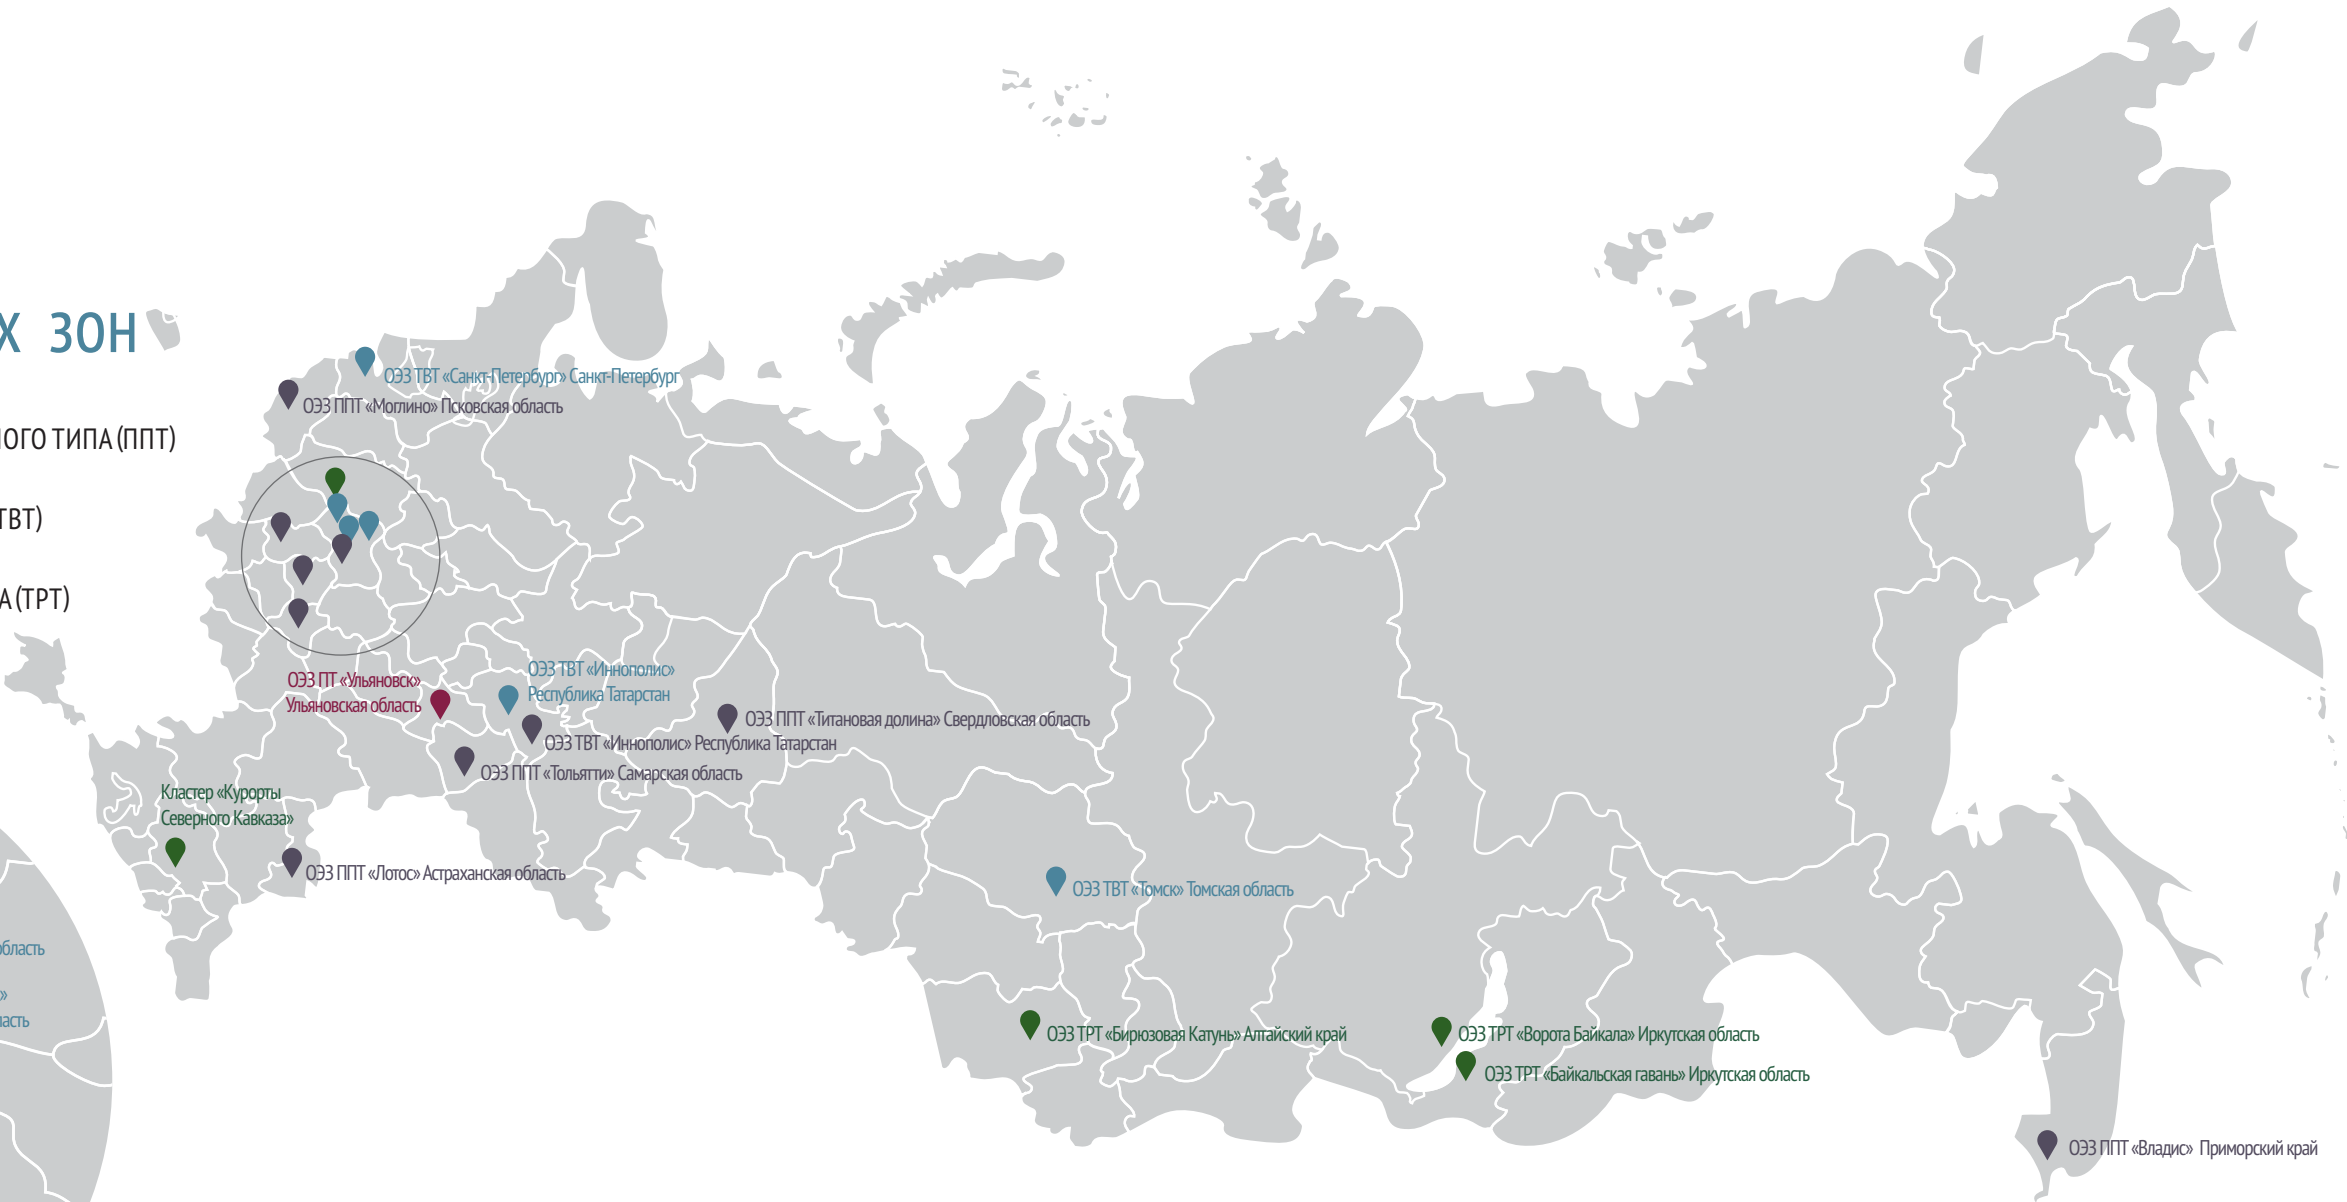 Х ЗОН
ОГО ТИПА (ППТ)
ТВТ)
А (ТРТ)
ОЭЗ ТВТ «Санкт-Петербург» Санкт-Петербург
ОЭЗ ППТ «Моглино» Псковская область
ОЭЗ ПТ «Ульяновск»
Ульяновская область
ОЭЗ ТВТ «Иннополис»
Республика Татарстан
ОЭЗ ППТ «Титановая долина» Свердловская область
ОЭЗ ТВТ «Иннополис» Республика Татарстан
ОЭЗ ППТ «Тольятти» Самарская область
Кластер «Курорты
Северного Кавказа»
ОЭЗ ППТ «Лотос» Астраханская область
ОЭЗ ТВТ «Томск» Томская область
область
»
ласть
ОЭЗ ТРТ «Бирюзовая Катунь» Алтайский край
ОЭЗ ТРТ «Ворота Байкала» Иркутская область
ОЭЗ ТРТ «Байкальская гавань» Иркутская область
ОЭЗ ППТ «Владис» Приморский край